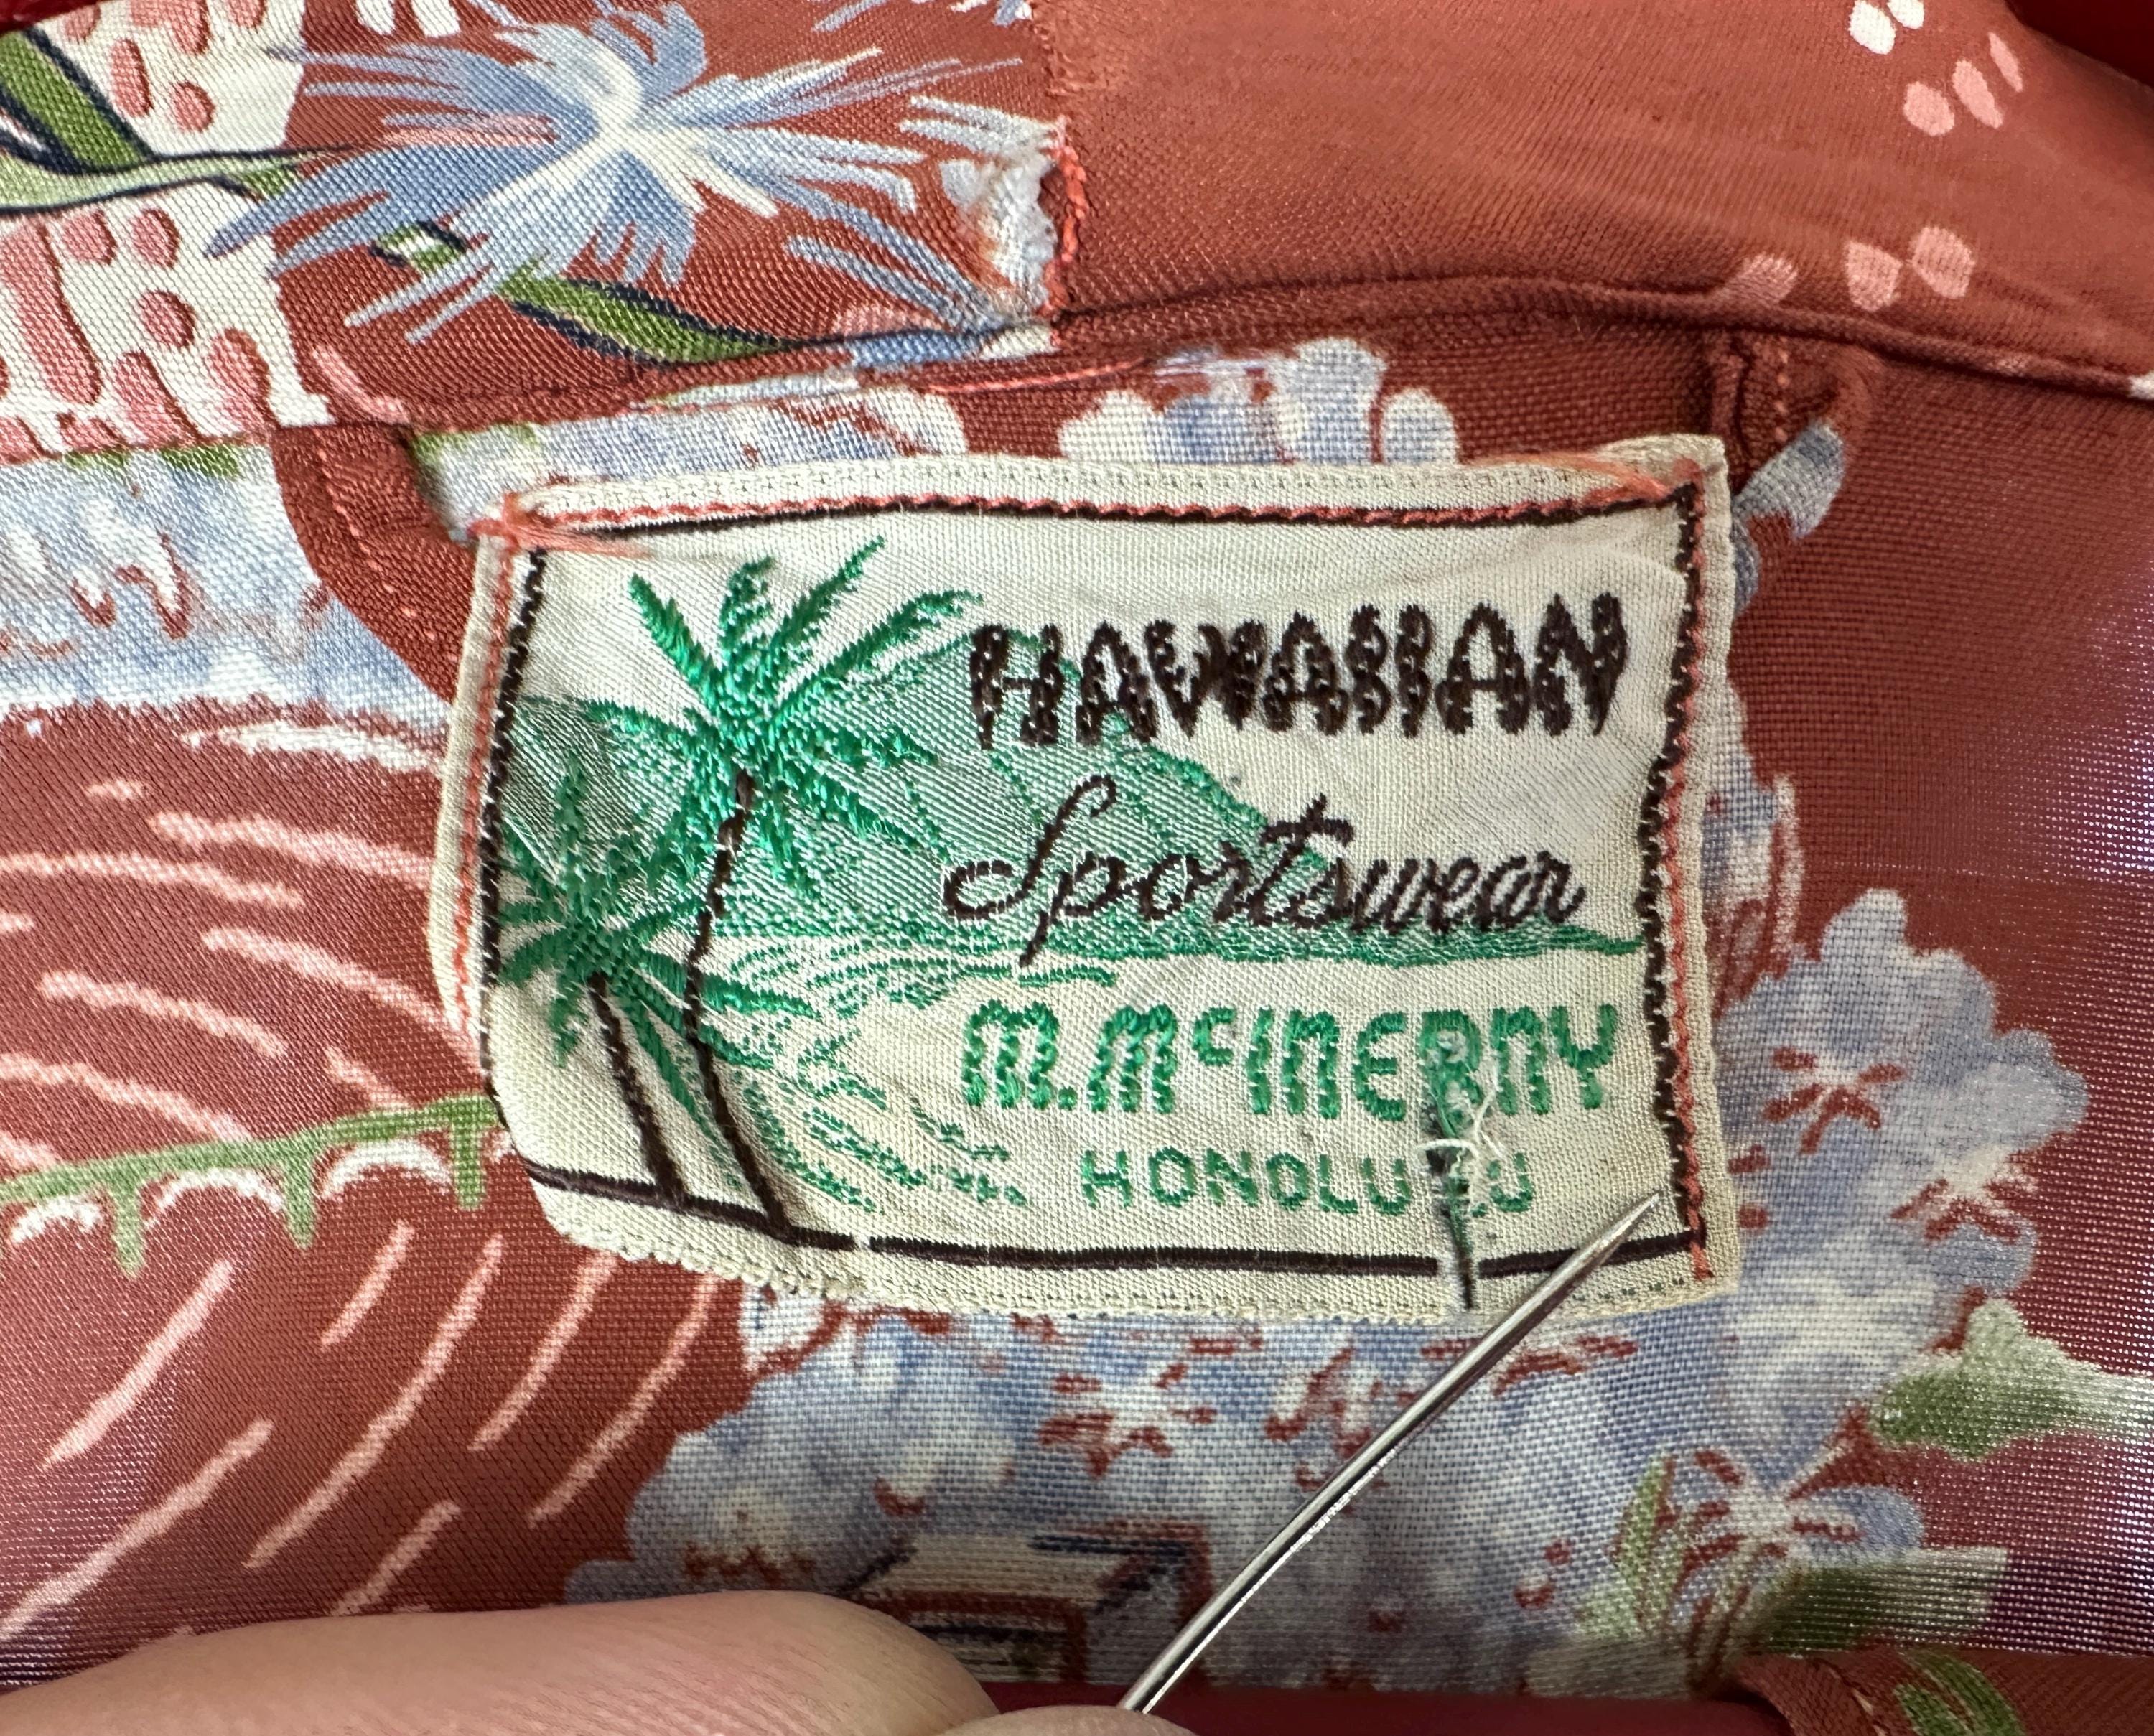 HAWAIIAN
Sportswear
M. McINERNY
HONOLULU